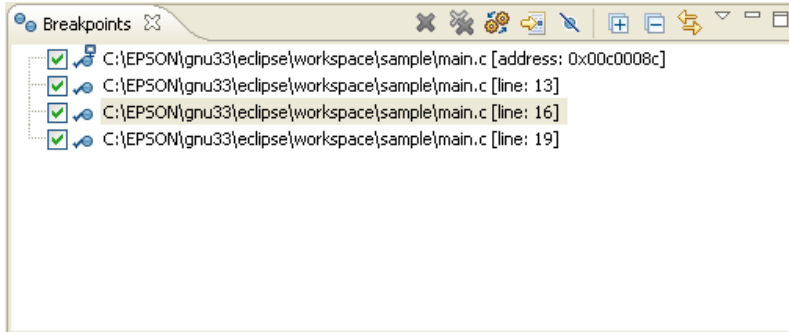 Breakpoints
C:\EPSON\gnu33\eclipse\workspace\sample\main.c [address: 0x00c0008c]
C:\EPSON\gnu33\eclipse\workspace\sample\main.c [line: 13]
C:\EPSON\gnu33\eclipse\workspace\sample\main.c [line: 16]
C:\EPSON\gnu33\eclipse\workspace\sample\main.c [line: 19]